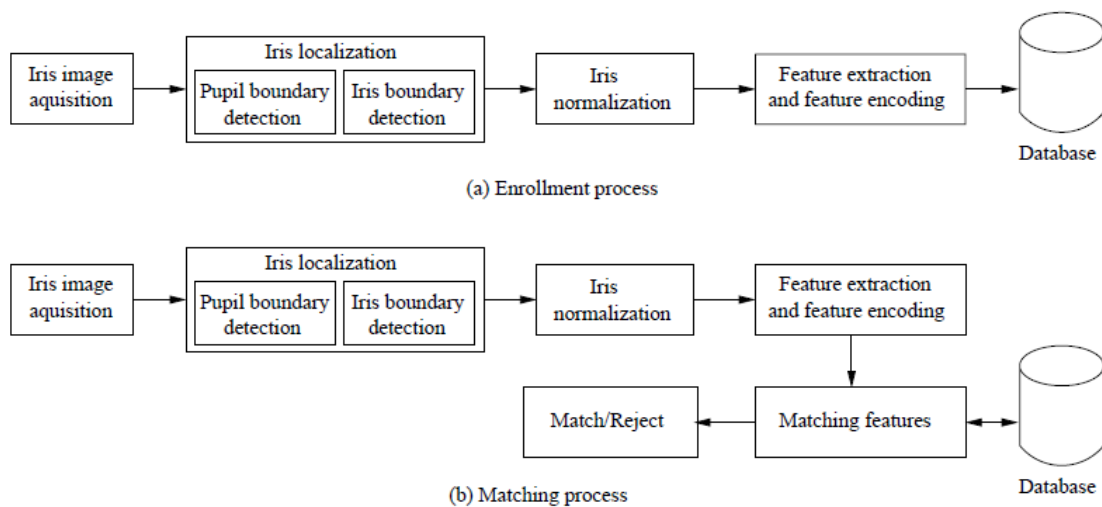 Iris image
aquisition
Iris localization
Pupil boundary
detection
Iris boundary
detection
Iris
normalization
Feature extraction
and feature encoding
Database
(a) Enrollment process
Iris image
aquisition
Iris localization
Pupil boundary
detection
Iris boundary
detection
Iris
normalization
Feature extraction
and feature encoding
Match/Reject
Matching features
Database
(b) Matching process